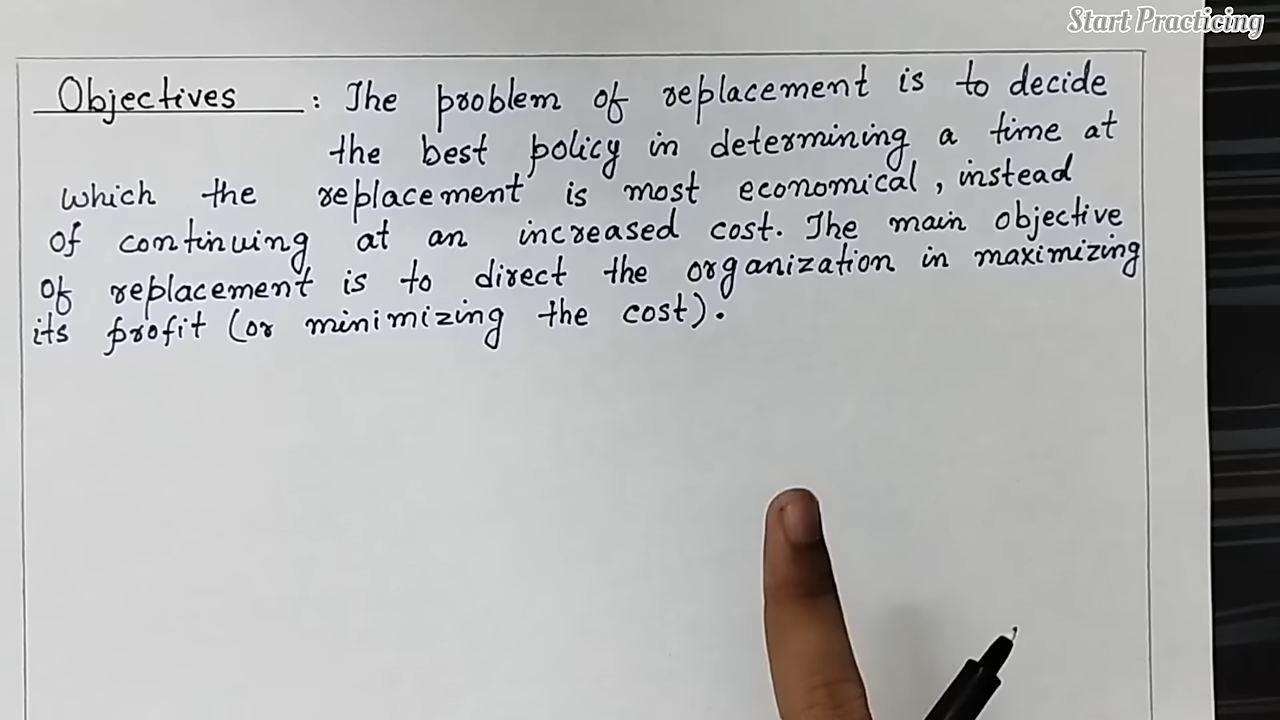 Start Practicing
Objectives : The problem of replacement is to decide
the best policy in determining a time at
which the replacement is most economical, instead
of continuing at an increased cost. The main objective
of replacement is to direct the organization in maximizing
its profit (or minimizing the cost).